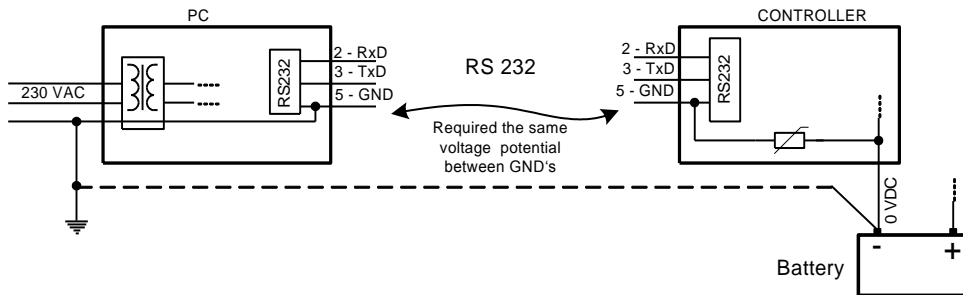 PC
CONTROLLER
2 - RxD
3 - TxD
5 - GND
RS232
230 VAC
RS 232
Required the same
voltage potential
between GND's
2 - RxD
3 - TxD
5 - GND
RS232
0 VDC
- +
Battery